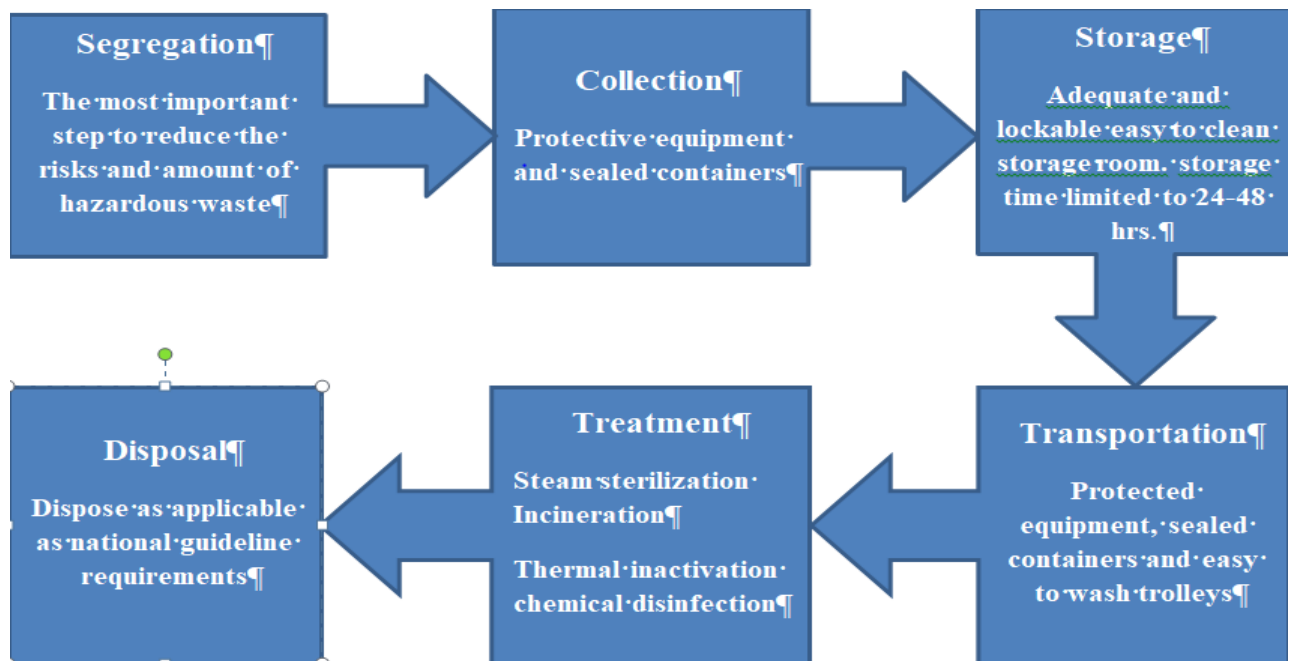 Segregation¶
The·most·important·
step·to·reduce·the·
risks·and·amount·of·
hazardous·waste¶
Collection¶
Protective·equipment·
and·sealed·containers¶
Storage¶
Adequate·and·
lockable·easy·to·clean·
storage·room.·storage·
time·limited·to·24-48·
hrs.¶
Transportation¶
Protected·
equipment,·sealed·
containers·and·easy·
to·wash·trolleys¶
Treatment¶
Steam·sterilization·
Incineration¶
Thermal·inactivation·
chemical·disinfection¶
Disposal¶
Dispose·as·applicable·
as·national·guideline·
requirements¶